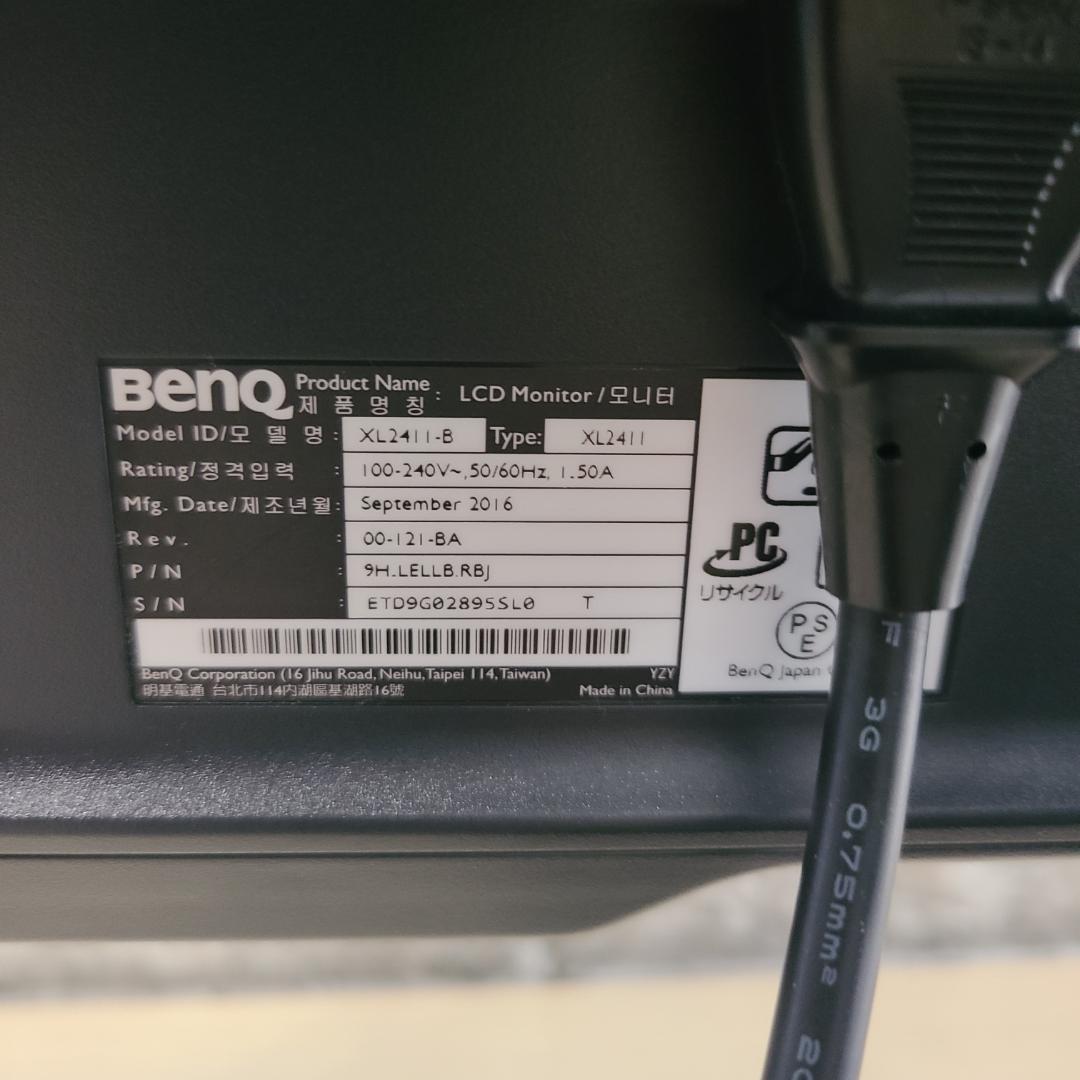 BenQ
Product Name : LCD Monitor / 모니터
제 품 명 칭
Model ID/모 델 명 : XL2411-B Type: XL2411
Rating/정격입력 : 100-240V~,50/60Hz, 1.50A
Mfg. Date/제조년월: September 2016
Rev. : 00-121-BA
P/N : 9H.LELLB.RBJ
S/N : ETD9G02895SL0 T
BenQ Corporation (16 Jihu Road, Neihu,Taipei 114,Taiwan) YZY
明基電通 台北市114內湖區基湖路16號 Made in China
PC
リサイクル
PS
E
BenQ Japan
F 3G 0.75mm²